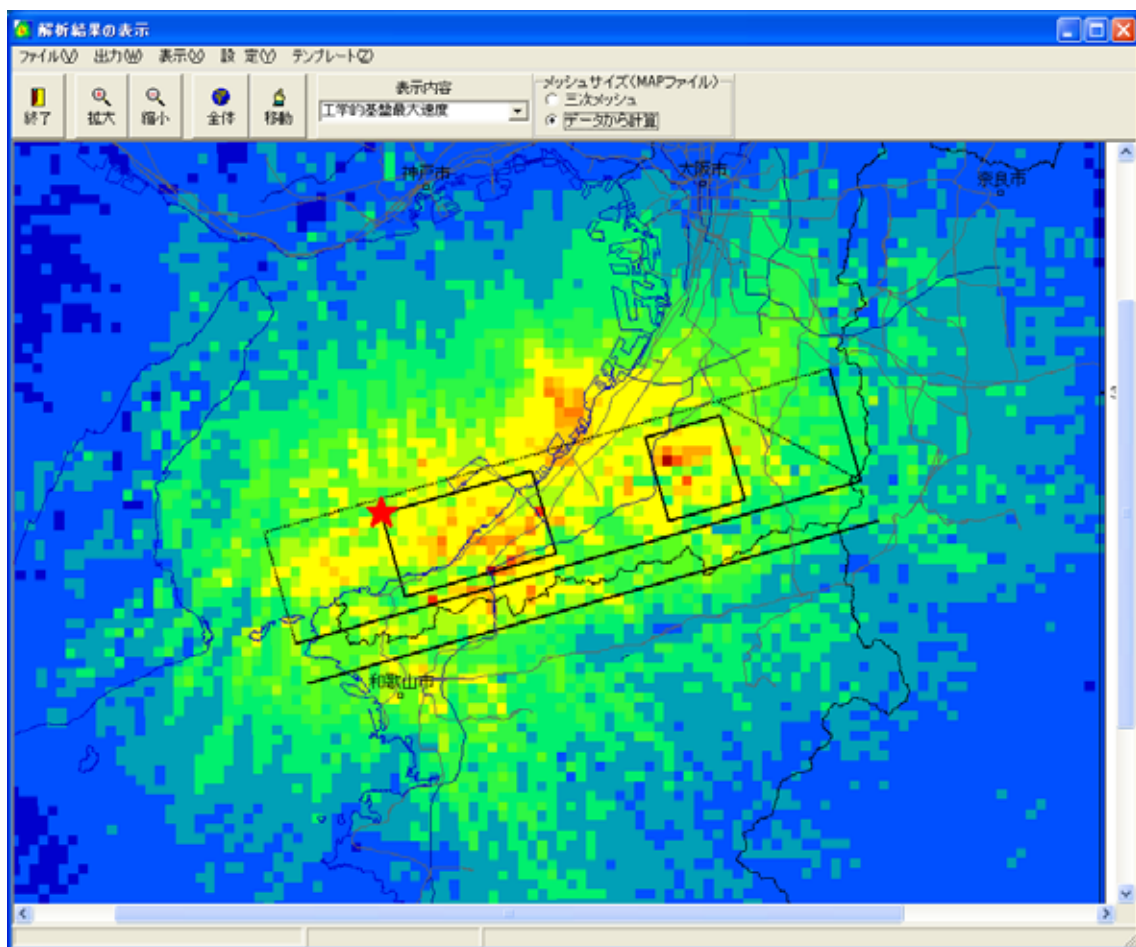 解析結果の表示
ファイル(V) 出力(W) 表示(X) 設 定(Y) テンプレート(Z)
終了 拡大 縮小 全体 移動
表示内容
工学的基盤最大速度
メッシュサイズ(MAPファイル)
三次メッシュ
データから計算
神戸市 大阪市 奈良市
和歌山市